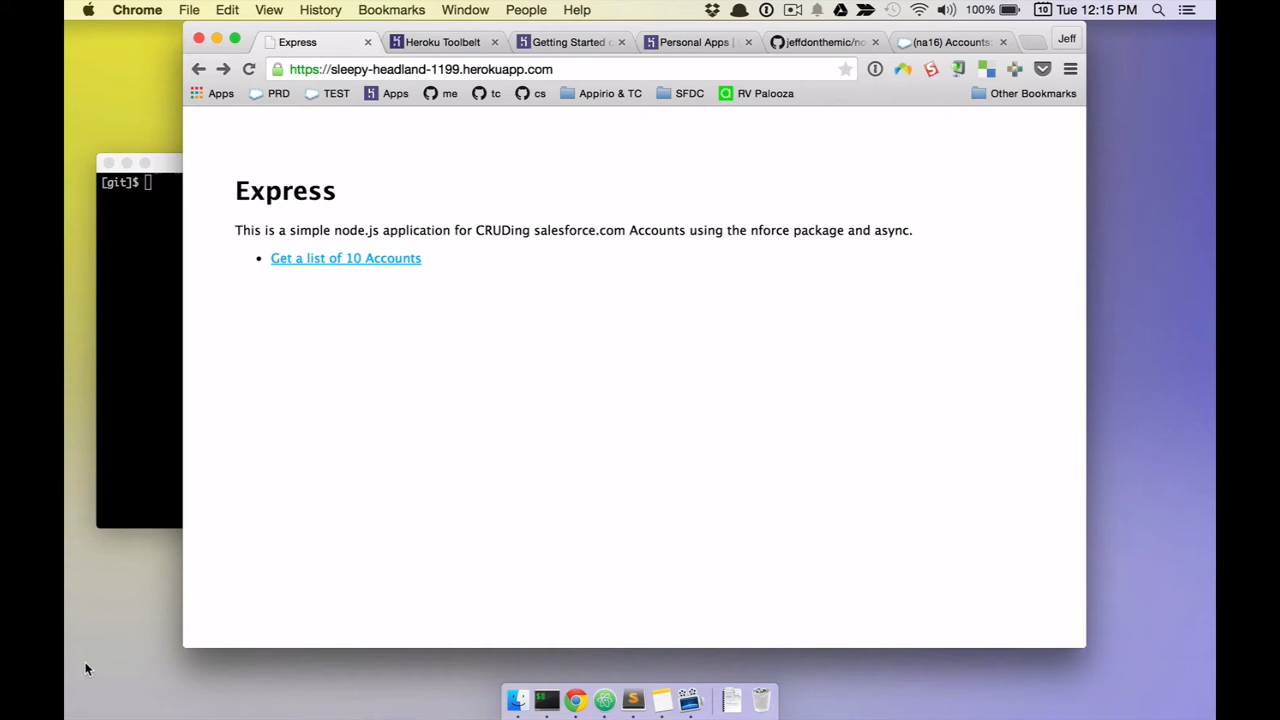 Chrome File Edit View History Bookmarks Window People Help 100% 10 Tue 12:15 PM
Express Heroku Toolbelt Getting Started Personal Apps | jeffdonthemic/no (na16) Accounts: Jeff
https://sleepy-headland-1199.herokuapp.com
Apps PRD TEST Apps me tc cs Appirio & TC SFDC RV Palooza Other Bookmarks
[git]$
Express
This is a simple node.js application for CRUDing salesforce.com Accounts using the nforce package and async.
• Get a list of 10 Accounts